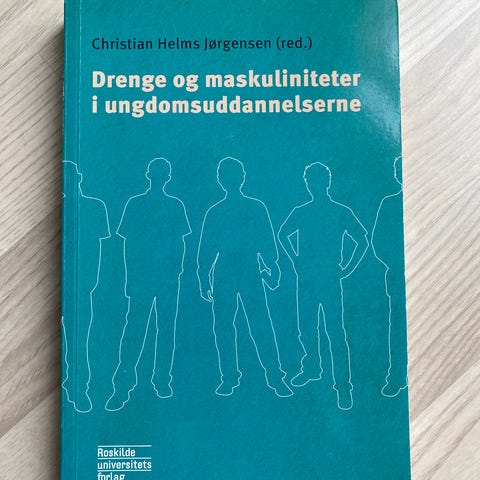 Christian Helms Jørgensen (red.)
Drenge og maskuliniteter
i ungdomsuddannelserne
Roskilde
universitets
forlag